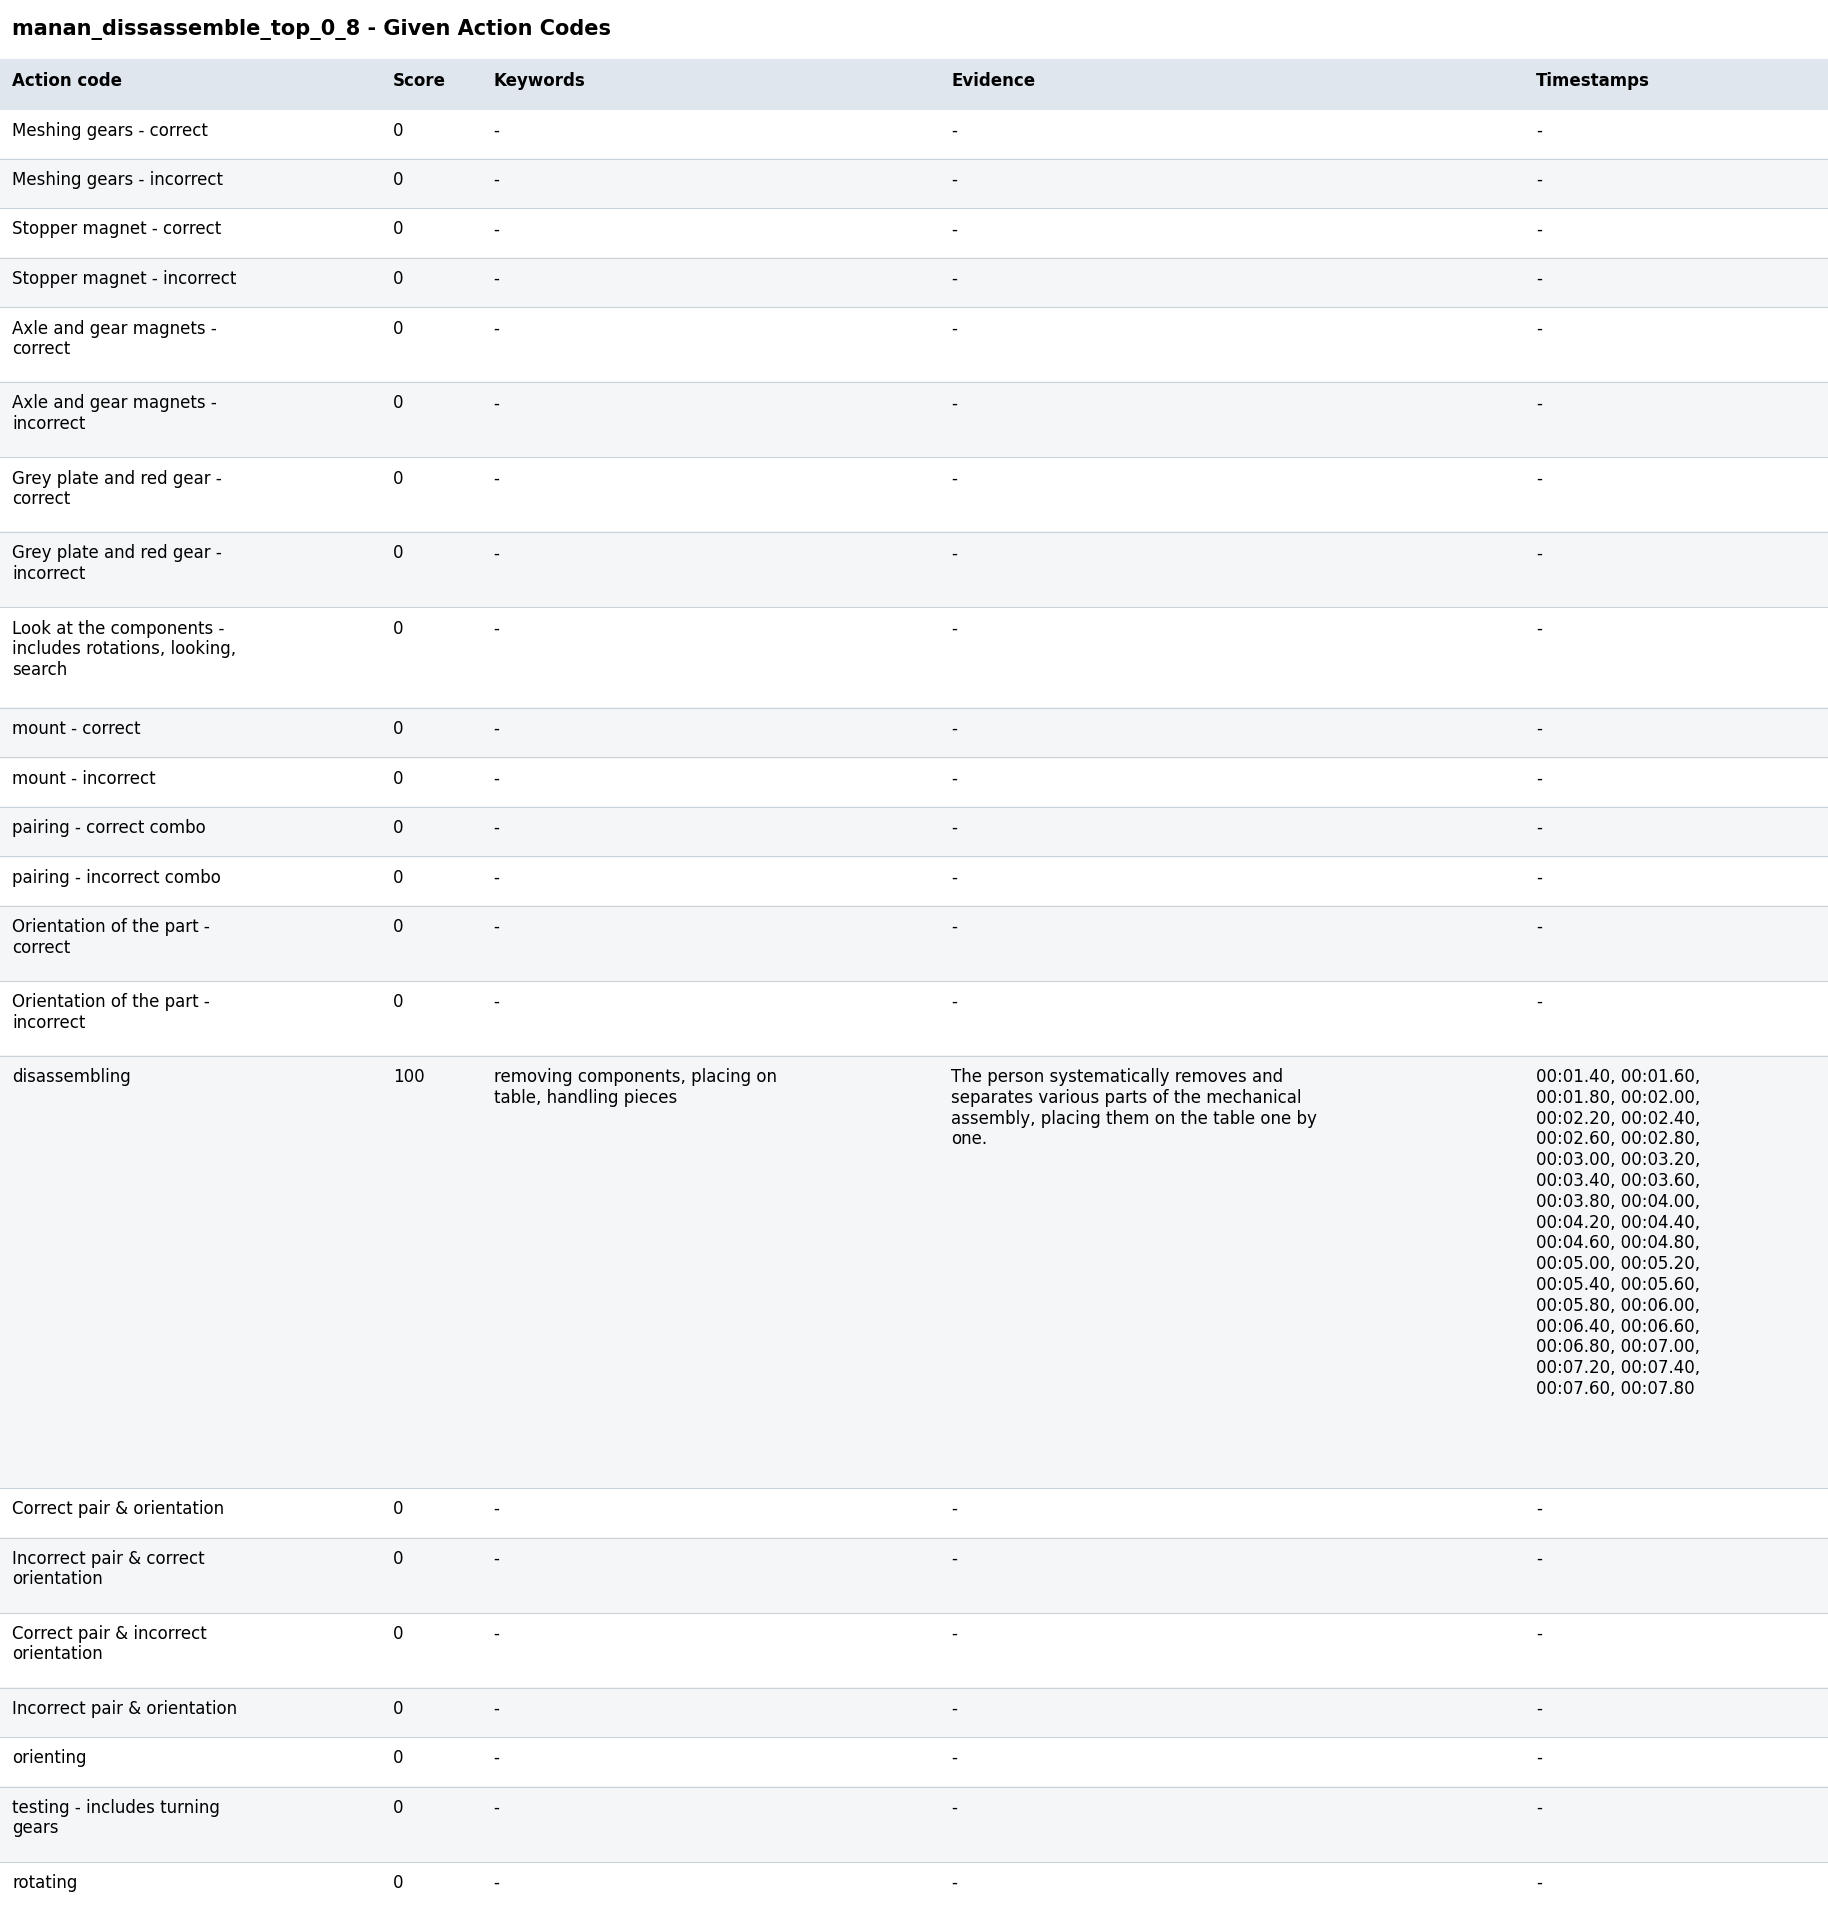 manan_dissassemble_top_0_8 - Given Action Codes
Action code Score Keywords Evidence Timestamps
Meshing gears - correct 0 - - -
Meshing gears - incorrect 0 - - -
Stopper magnet - correct 0 - - -
Stopper magnet - incorrect 0 - - -
Axle and gear magnets - 0 - - -
correct
Axle and gear magnets - 0 - - -
incorrect
Grey plate and red gear - 0 - - -
correct
Grey plate and red gear - 0 - - -
incorrect
Look at the components - 0 - - -
includes rotations, looking,
search
mount - correct 0 - - -
mount - incorrect 0 - - -
pairing - correct combo 0 - - -
pairing - incorrect combo 0 - - -
Orientation of the part - 0 - - -
correct
Orientation of the part - 0 - - -
incorrect
disassembling 100 removing components, placing on The person systematically removes and 00:01.40, 00:01.60,
table, handling pieces separates various parts of the mechanical 00:01.80, 00:02.00,
assembly, placing them on the table one by 00:02.20, 00:02.40,
one. 00:02.60, 00:02.80,
00:03.00, 00:03.20,
00:03.40, 00:03.60,
00:03.80, 00:04.00,
00:04.20, 00:04.40,
00:04.60, 00:04.80,
00:05.00, 00:05.20,
00:05.40, 00:05.60,
00:05.80, 00:06.00,
00:06.40, 00:06.60,
00:06.80, 00:07.00,
00:07.20, 00:07.40,
00:07.60, 00:07.80
Correct pair & orientation 0 - - -
Incorrect pair & correct 0 - - -
orientation
Correct pair & incorrect 0 - - -
orientation
Incorrect pair & orientation 0 - - -
orienting 0 - - -
testing - includes turning 0 - - -
gears
rotating 0 - - -